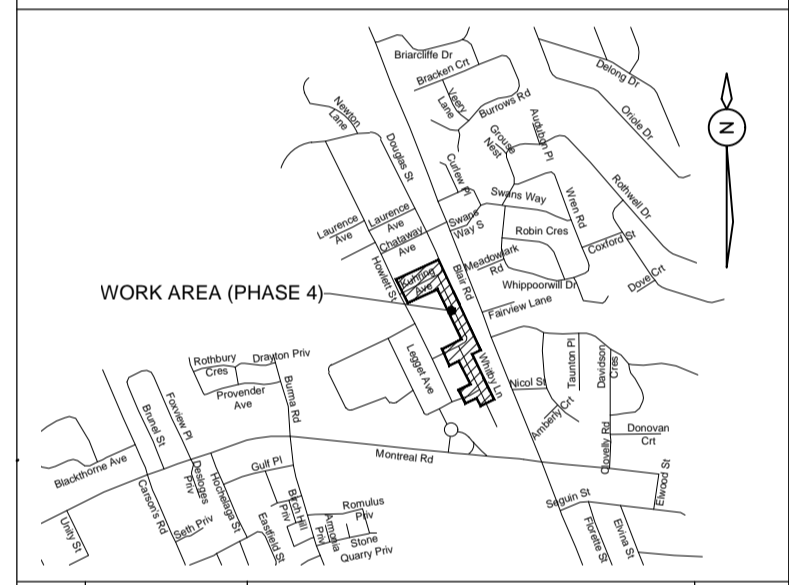 Briarcliffe Dr
Bracken Crt
Veery
Lane
Burrows Rd
Delong Dr
Oriole Dr
Newton
Lane
Douglas St
Grouse
Nest
Audubon Pl
N
Curlew Pl
Swans Way
Wren Rd
Rothwell Dr
Laurence
Ave
Laurence
Ave
Chataway
Ave
Swans
Way S
Robin Cres
Coxford St
Meadowlark
Rd
Howlett St
Kuhring
Ave
Blair Rd
Whippoorwill Dr
Dove Crt
WORK AREA (PHASE 4)
Fairview Lane
Rothbury
Cres
Drayton Priv
Provender
Ave
Burma Rd
Legget Ave
Whitby Ln
Nicol St
Taunton Pl
Davidson
Cres
Amberly Crt
Clovelly Rd
Donovan
Crt
Brunel St
Foxview Pl
Montreal Rd
Blackthorne Ave
Carson's Rd
Desloges
Priv
Hochelaga St
Gulf Pl
Birch Hill
Priv
Seguin St
Elwood St
Unity St
Seth Priv
Eastfield St
Armonia
Priv
Romulus
Priv
Stone
Quarry Priv
Florette St
Elvina St